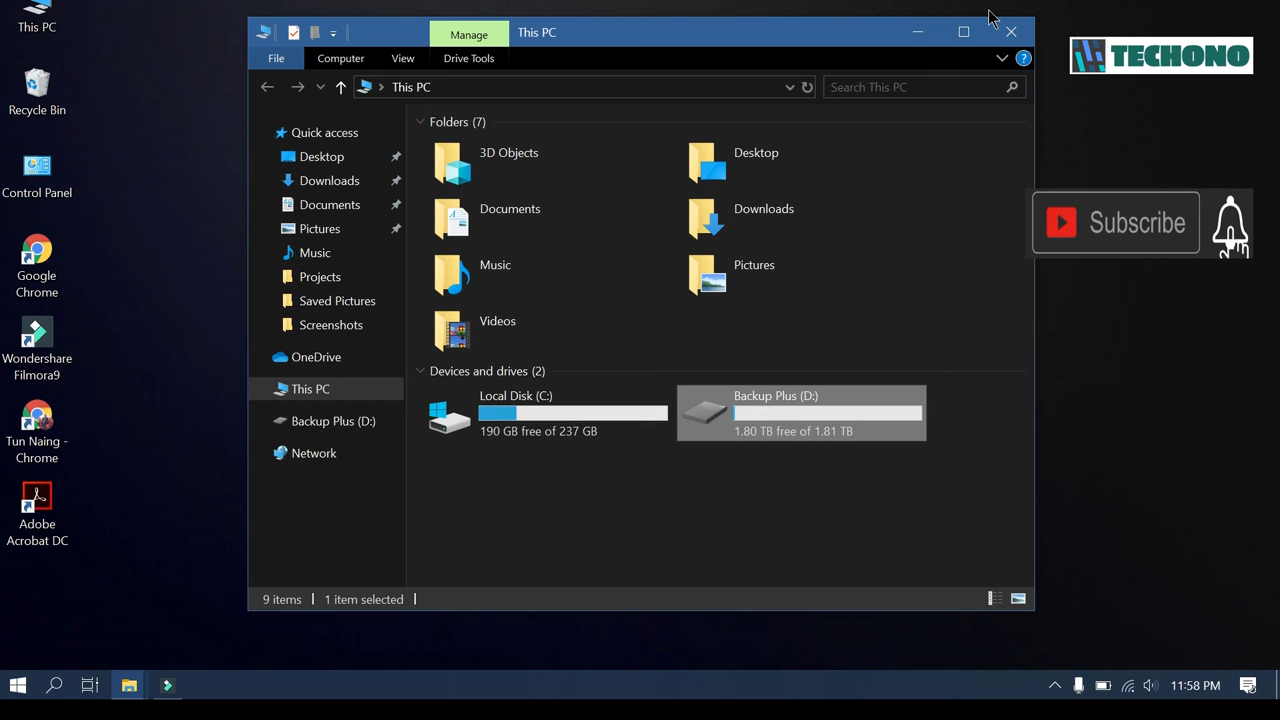 This PC
Recycle Bin
Control Panel
Google
Chrome
Wondershare
Filmora9
Tun Naing -
Chrome
Adobe
Acrobat DC
Manage
This PC
File
Computer
View
Drive Tools
This PC
Search This PC
Quick access
Desktop
Downloads
Documents
Pictures
Music
Projects
Saved Pictures
Screenshots
OneDrive
This PC
Backup Plus (D:)
Network
Folders (7)
3D Objects
Desktop
Documents
Downloads
Music
Pictures
Videos
Devices and drives (2)
Local Disk (C:)
190 GB free of 237 GB
Backup Plus (D:)
1.80 TB free of 1.81 TB
9 items
1 item selected
TECHONO
Subscribe
11:58 PM